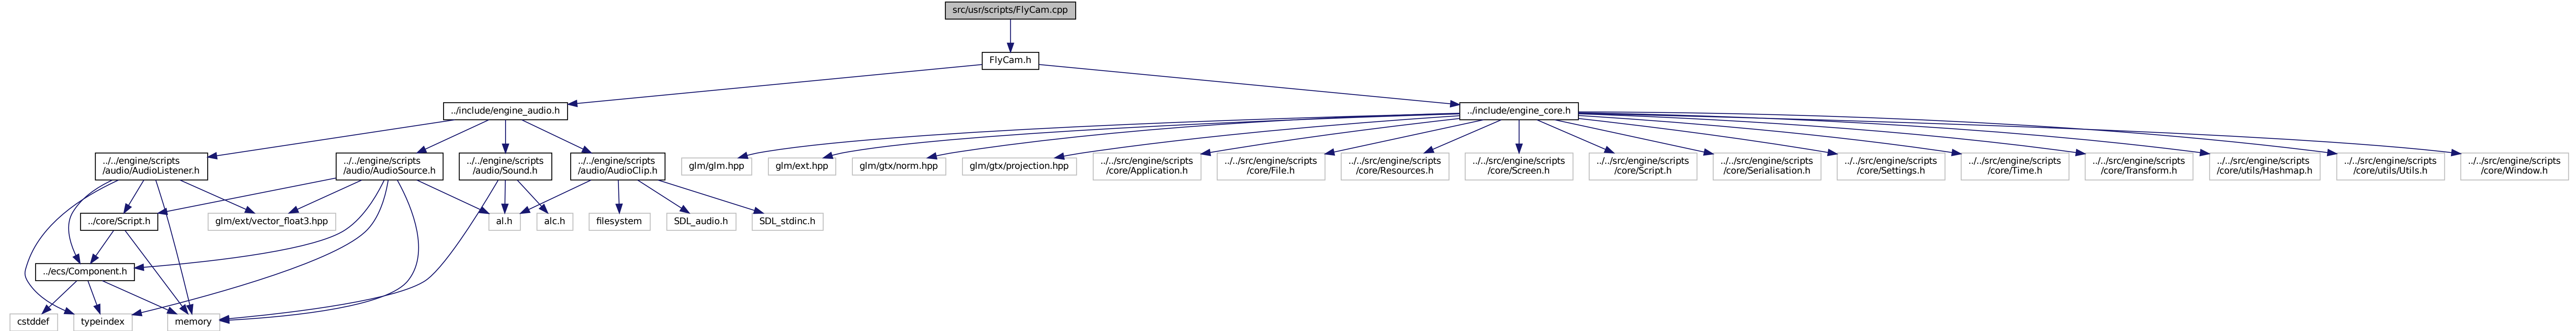 src/usr/scripts/FlyCam.cpp
FlyCam.h
../include/engine_audio.h
../include/engine_core.h
../../engine/scripts
/audio/AudioListener.h
../../engine/scripts
/audio/AudioSource.h
../../engine/scripts
/audio/Sound.h
../../engine/scripts
/audio/AudioClip.h
glm/glm.hpp
glm/ext.hpp
glm/gtx/norm.hpp
glm/gtx/projection.hpp
../../src/engine/scripts
/core/Application.h
../../src/engine/scripts
/core/File.h
../../src/engine/scripts
/core/Resources.h
../../src/engine/scripts
/core/Screen.h
../../src/engine/scripts
/core/Script.h
../../src/engine/scripts
/core/Serialisation.h
../../src/engine/scripts
/core/Settings.h
../../src/engine/scripts
/core/Time.h
../../src/engine/scripts
/core/Transform.h
../../src/engine/scripts
/core/utils/Hashmap.h
../../src/engine/scripts
/core/utils/Utils.h
../../src/engine/scripts
/core/Window.h
../core/Script.h
glm/ext/vector_float3.hpp
al.h
alc.h
filesystem
SDL_audio.h
SDL_stdinc.h
../ecs/Component.h
cstddef
typeindex
memory